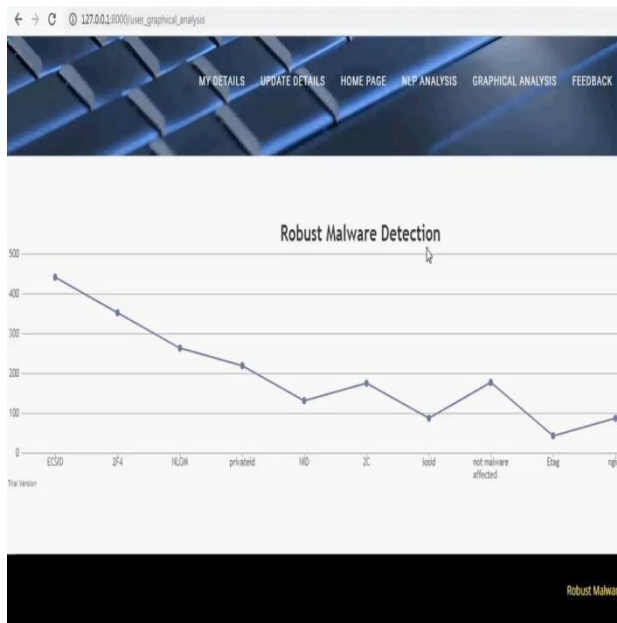 127.0.0.1:8000/user_graphical_analysis
MY DETAILS UPDATE DETAILS HOME PAGE NLP ANALYSIS GRAPHICAL ANALYSIS FEEDBACK
Robust Malware Detection
500
400
300
200
100
0
ECSID 2F4 NLOM privateid NID 2C iosid not malware affected Etag
Trial Version
Robust